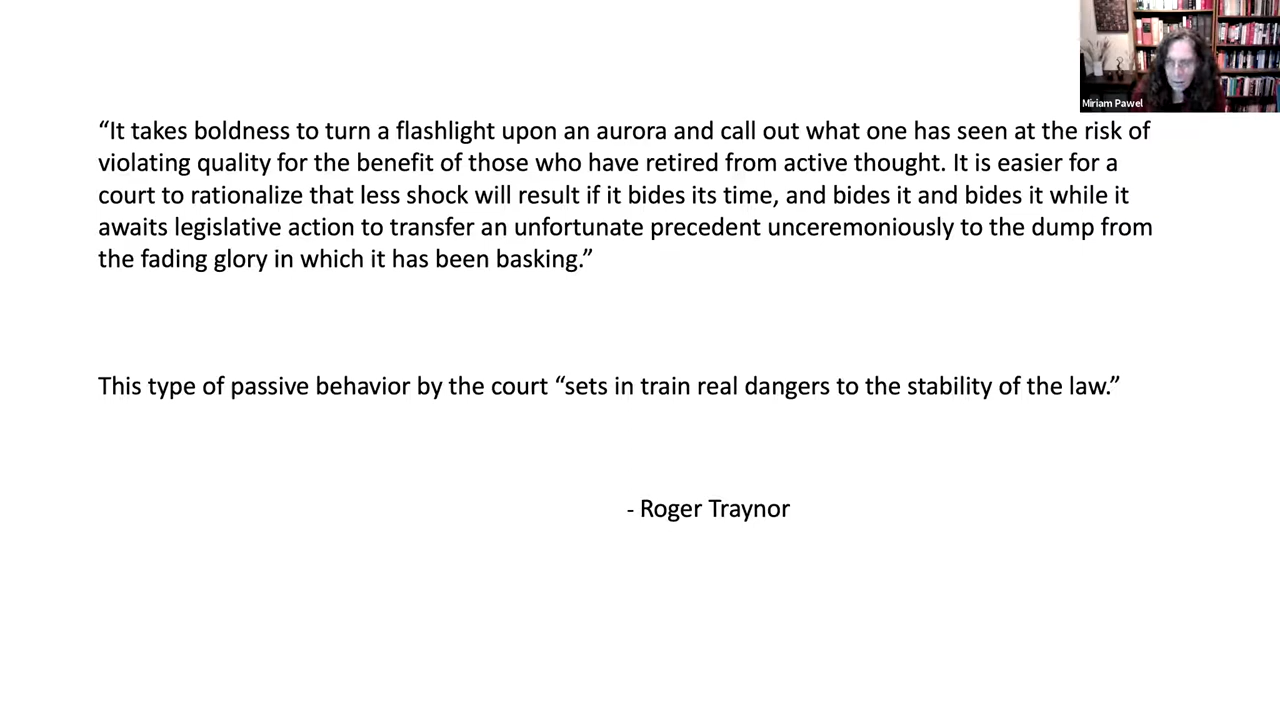 Miriam Pawel
“It takes boldness to turn a flashlight upon an aurora and call out what one has seen at the risk of
violating quality for the benefit of those who have retired from active thought. It is easier for a
court to rationalize that less shock will result if it bides its time, and bides it and bides it while it
awaits legislative action to transfer an unfortunate precedent unceremoniously to the dump from
the fading glory in which it has been basking.”
This type of passive behavior by the court “sets in train real dangers to the stability of the law.”
- Roger Traynor